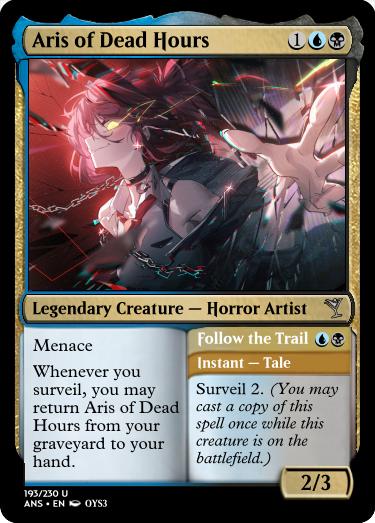 Aris of Dead Hours 1
Legendary Creature — Horror Artist
Menace
Whenever you
surveil, you may
return Aris of Dead
Hours from your
graveyard to your
hand.
Follow the Trail
Instant — Tale
Surveil 2. (You may
cast a copy of this
spell once while this
creature is on the
battlefield.)
2/3
193/230 U
ANS • EN OYS3